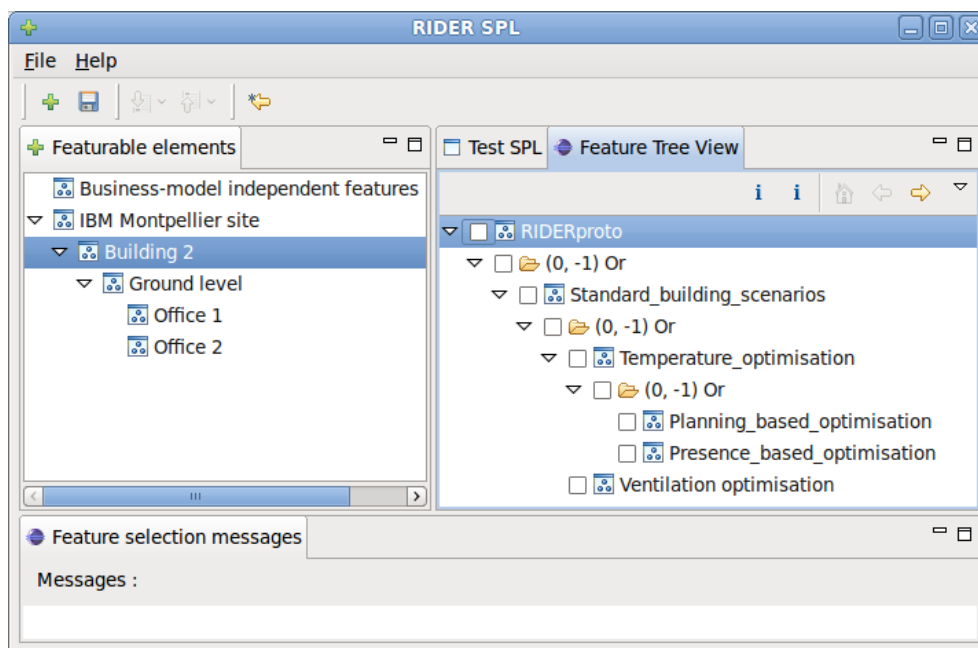 RIDER SPL
File Help
Featurable elements
Business-model independent features
IBM Montpellier site
Building 2
Ground level
Office 1
Office 2
Test SPL Feature Tree View
i i
RIDERproto
(0, -1) Or
Standard_building_scenarios
(0, -1) Or
Temperature_optimisation
(0, -1) Or
Planning_based_optimisation
Presence_based_optimisation
Ventilation optimisation
Feature selection messages
Messages :